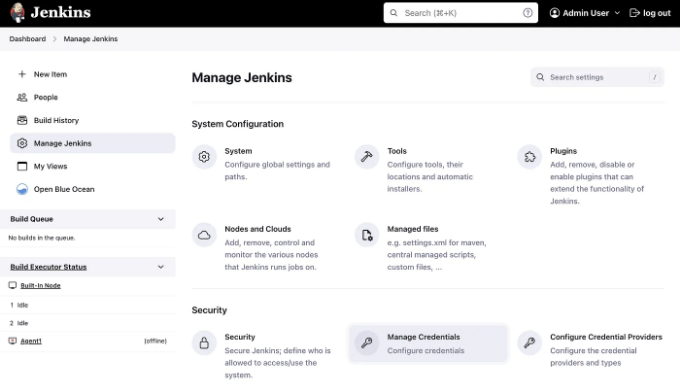 Jenkins
Search (⌘+K)
Admin User
log out
Dashboard
Manage Jenkins
New Item
People
Build History
Manage Jenkins
My Views
Open Blue Ocean
Build Queue
No builds in the queue.
Build Executor Status
Built-In Node
1 Idle
2 Idle
Agent1 (offline)
Manage Jenkins
Search settings /
System Configuration
System
Configure global settings and
paths.
Tools
Configure tools, their
locations and automatic
installers.
Plugins
Add, remove, disable or
enable plugins that can
extend the functionality of
Jenkins.
Nodes and Clouds
Add, remove, control and
monitor the various nodes
that Jenkins runs jobs on.
Managed files
e.g. settings.xml for maven,
central managed scripts,
custom files, ...
Security
Security
Secure Jenkins; define who is
allowed to access/use the
system.
Manage Credentials
Configure credentials
Configure Credential Providers
Configure the credential
providers and types